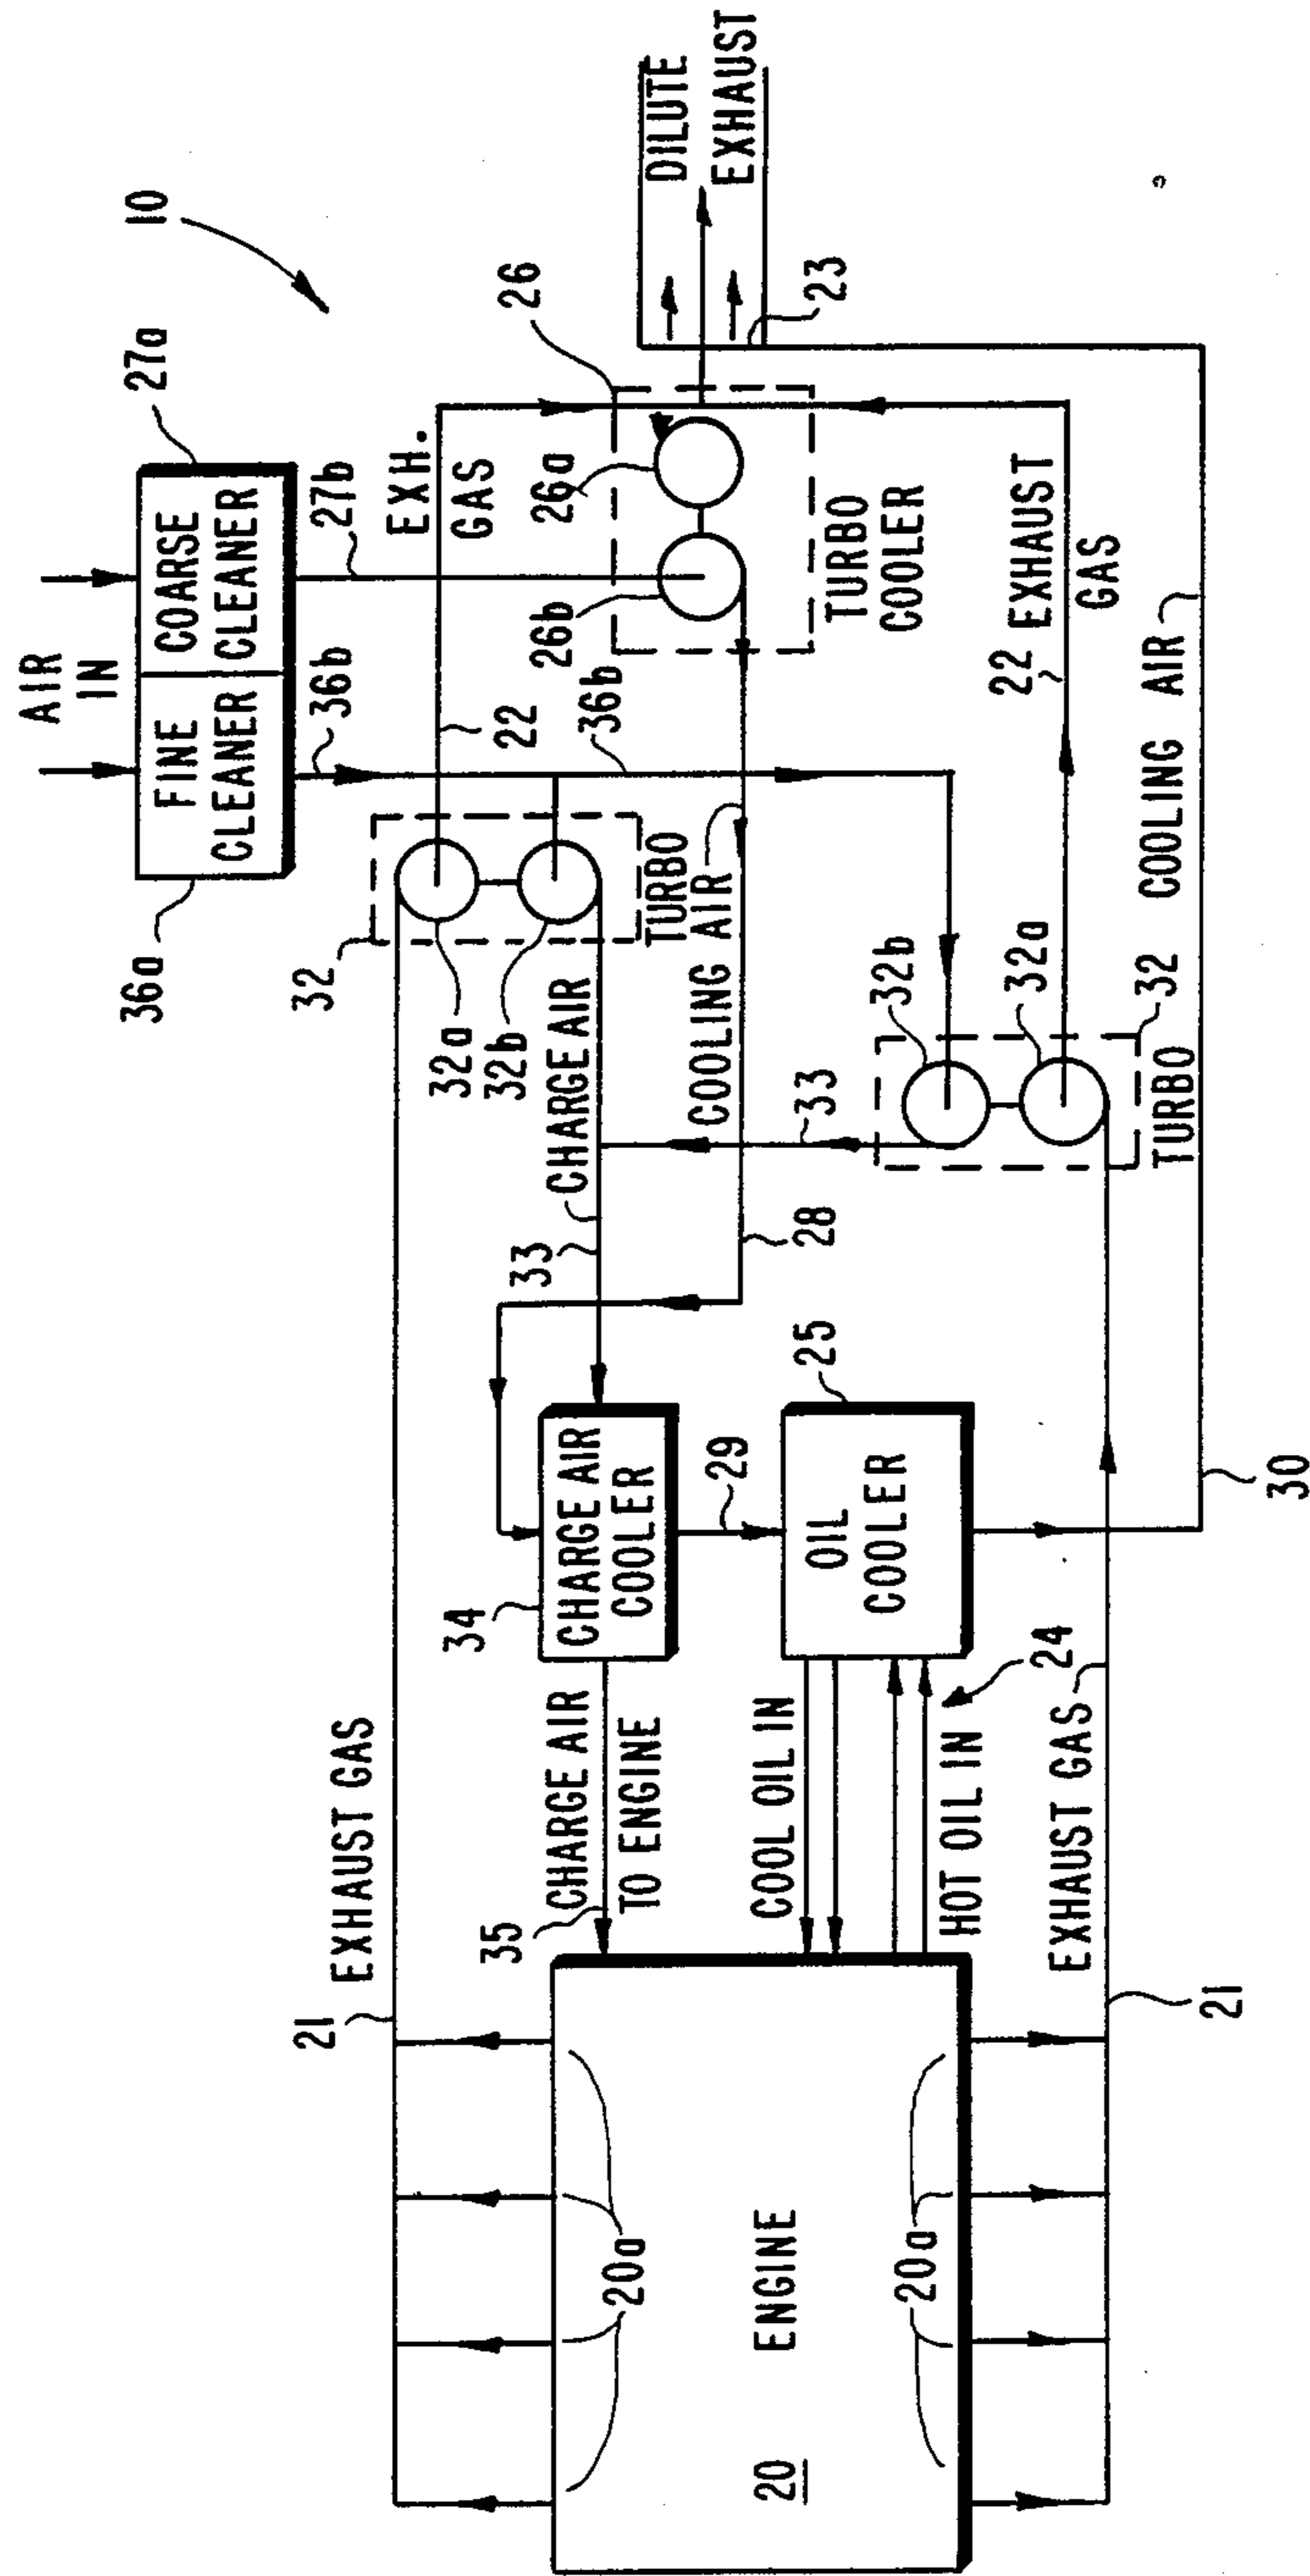 10
AIR
IN
FINE
CLEANER
COARSE
CLEANER
36a
27a
36b
27b
EXH.
GAS
22
26
26a
26b
TURBO
COOLER
DILUTE
EXHAUST
23
36b
32
32a
32b
TURBO
CHARGE AIR
33
COOLING AIR
28
33
32b
32a
32
TURBO
22
EXHAUST
GAS
COOLING AIR
30
EXHAUST GAS
21
34
CHARGE AIR
COOLER
29
25
OIL
COOLER
35
CHARGE AIR
TO ENGINE
COOL OIL IN
HOT OIL IN
24
EXHAUST GAS
21
20a
20a
ENGINE
20